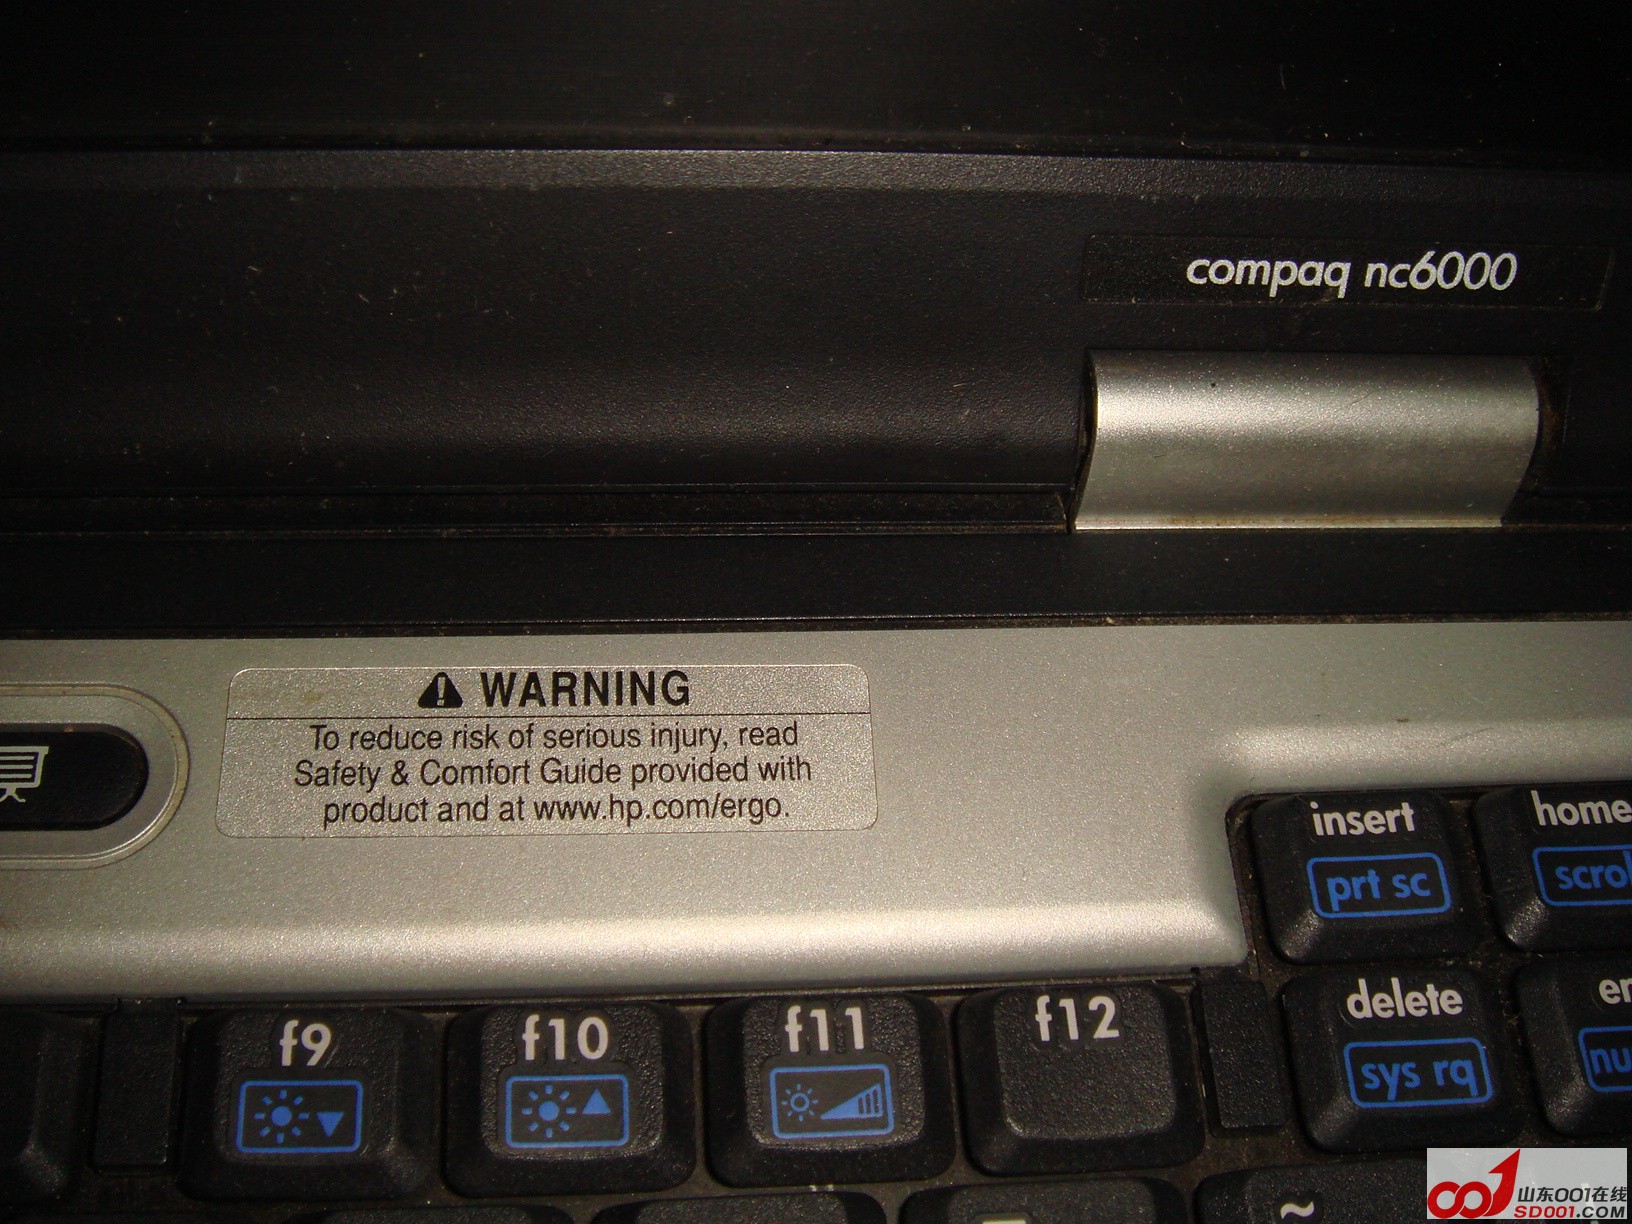 compaq nc6000
WARNING
To reduce risk of serious injury, read
Safety & Comfort Guide provided with
product and at www.hp.com/ergo.
insert
home
prt sc
delete
sys rq
f9
f10
f11
f12
~
山东001在线
SD001.COM